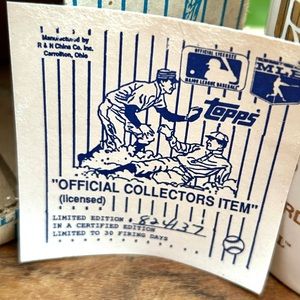 Manufactured by
R & N China Co. Inc.
Carrollton, Ohio
OFFICIAL LICENSEE
MAJOR LEAGUE BASEBALL
topps
"OFFICIAL COLLECTORS ITEM"
(licensed)
LIMITED EDITION
IN A CERTIFIED EDITION
LIMITED TO 30 FIRING DAYS